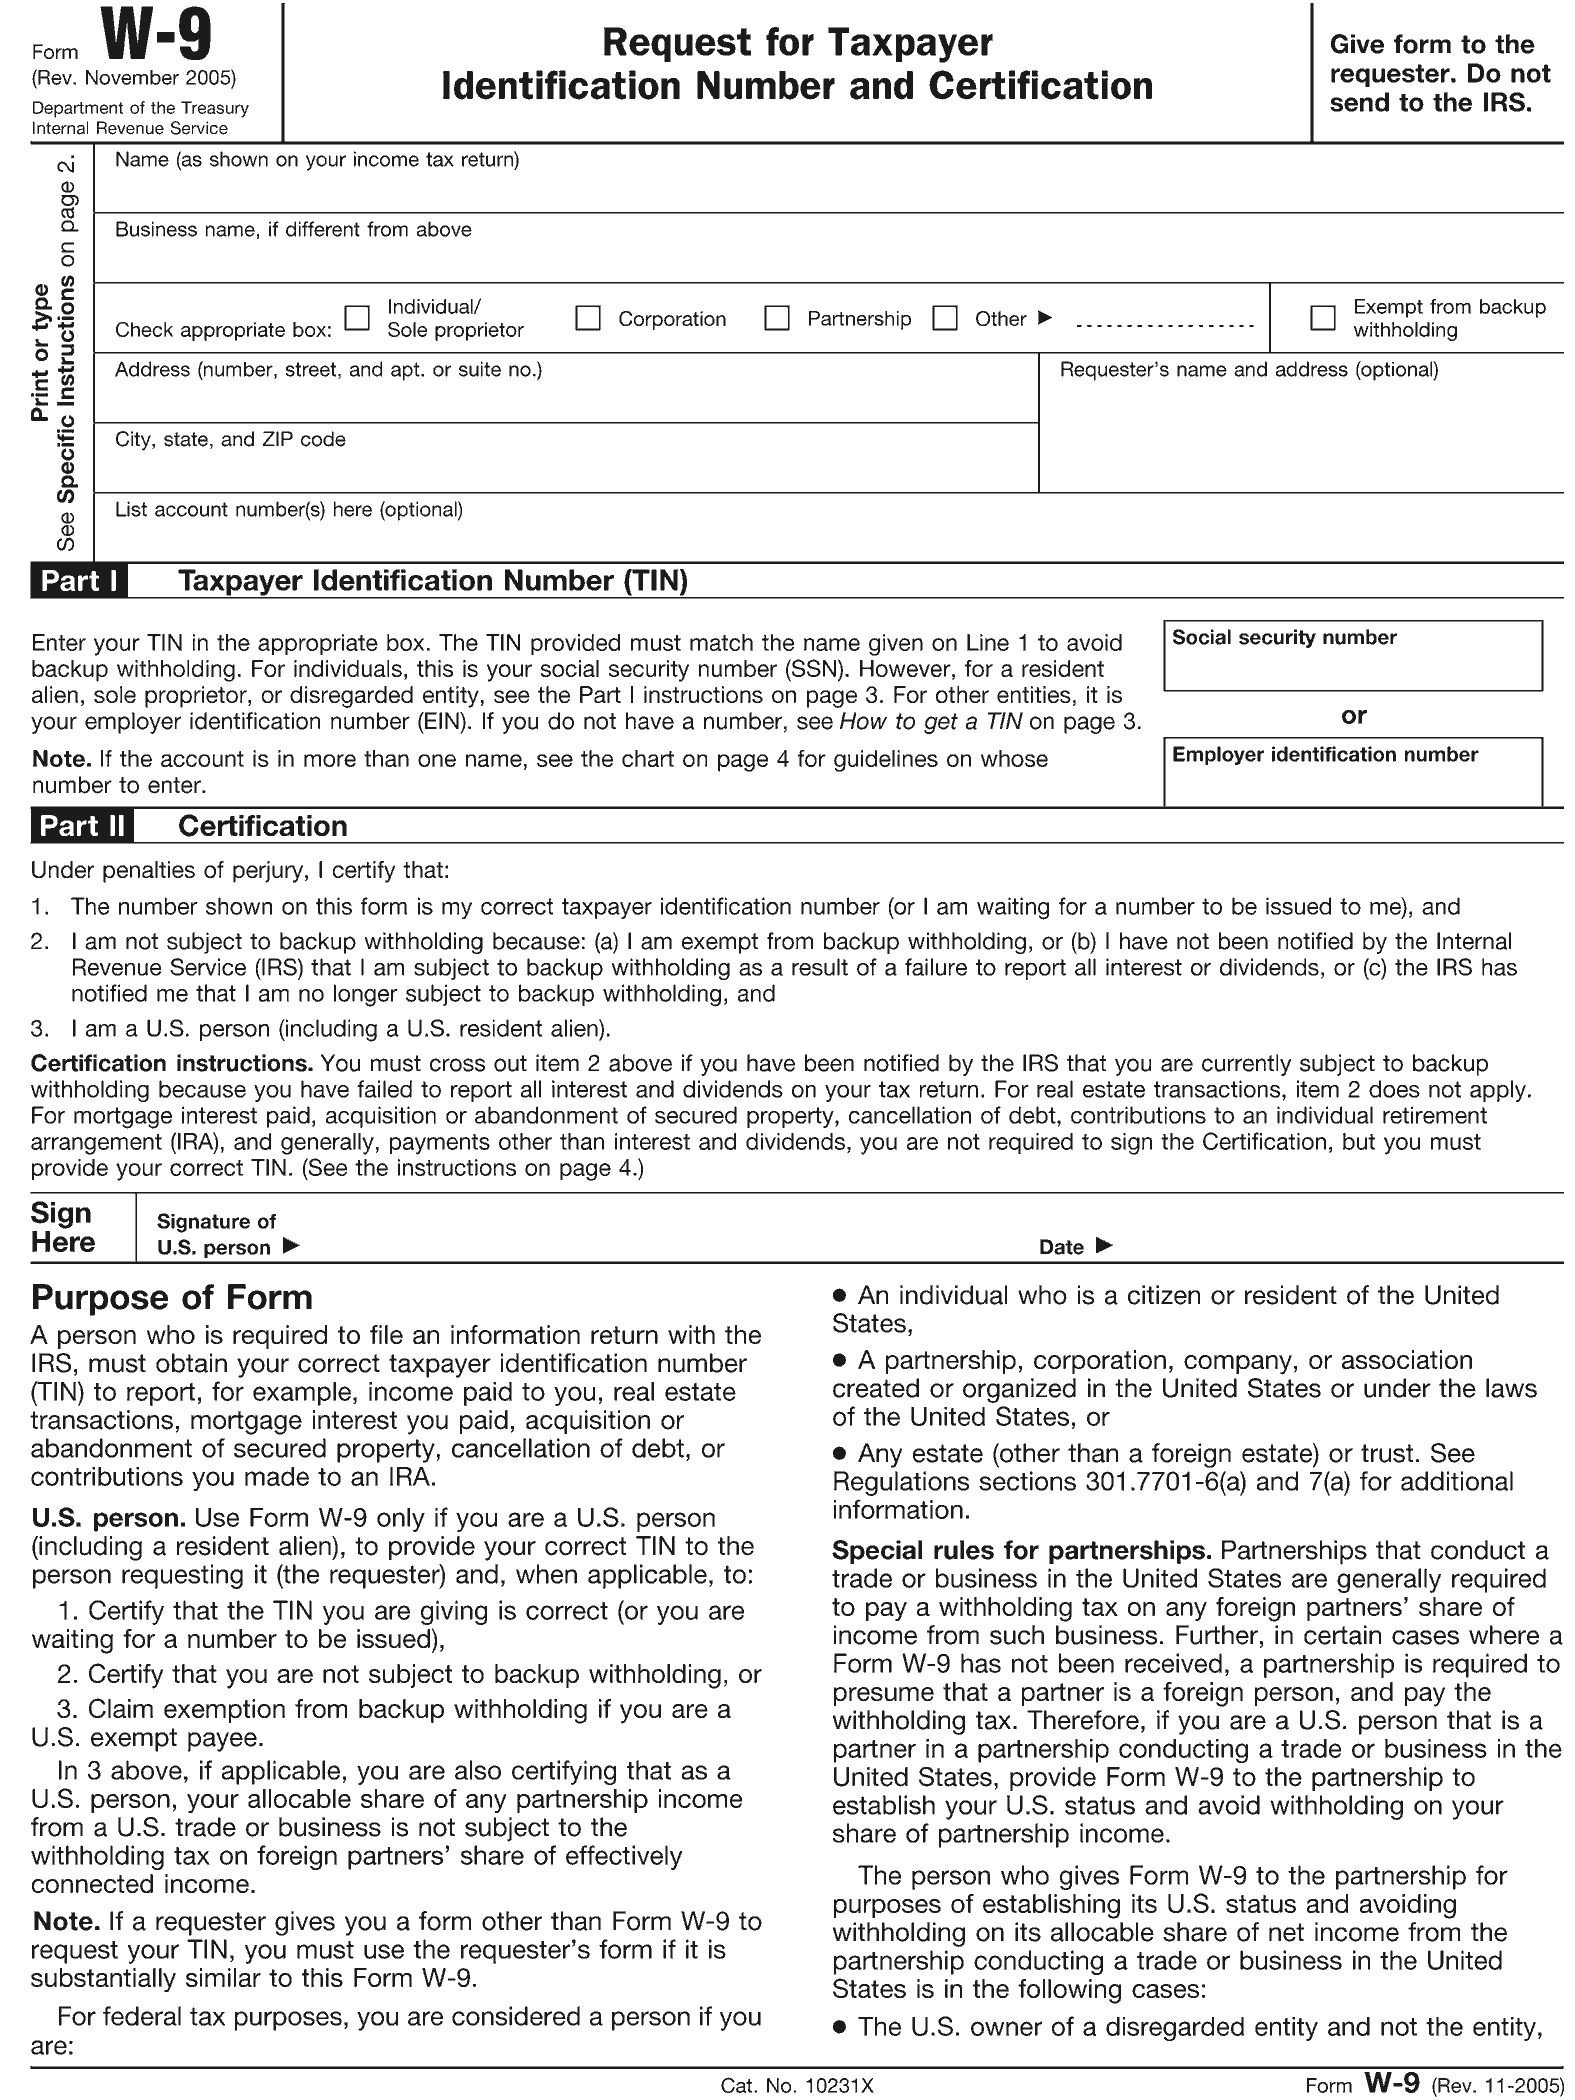 Form W-9
(Rev. November 2005)
Department of the Treasury
Internal Revenue Service
Request for Taxpayer
Identification Number and Certification
Give form to the
requester. Do not
send to the IRS.
Print or type
See Specific Instructions on page 2.
Name (as shown on your income tax return)
Business name, if different from above
Check appropriate box:
Individual/
Sole proprietor
Corporation
Partnership
Other ▶
Exempt from backup
withholding
Address (number, street, and apt. or suite no.)
Requester's name and address (optional)
City, state, and ZIP code
List account number(s) here (optional)
Part I Taxpayer Identification Number (TIN)
Enter your TIN in the appropriate box. The TIN provided must match the name given on Line 1 to avoid
backup withholding. For individuals, this is your social security number (SSN). However, for a resident
alien, sole proprietor, or disregarded entity, see the Part I instructions on page 3. For other entities, it is
your employer identification number (EIN). If you do not have a number, see How to get a TIN on page 3.
Note. If the account is in more than one name, see the chart on page 4 for guidelines on whose
number to enter.
Social security number
or
Employer identification number
Part II Certification
Under penalties of perjury, I certify that:
1. The number shown on this form is my correct taxpayer identification number (or I am waiting for a number to be issued to me), and
2. I am not subject to backup withholding because: (a) I am exempt from backup withholding, or (b) I have not been notified by the Internal
Revenue Service (IRS) that I am subject to backup withholding as a result of a failure to report all interest or dividends, or (c) the IRS has
notified me that I am no longer subject to backup withholding, and
3. I am a U.S. person (including a U.S. resident alien).
Certification instructions. You must cross out item 2 above if you have been notified by the IRS that you are currently subject to backup
withholding because you have failed to report all interest and dividends on your tax return. For real estate transactions, item 2 does not apply.
For mortgage interest paid, acquisition or abandonment of secured property, cancellation of debt, contributions to an individual retirement
arrangement (IRA), and generally, payments other than interest and dividends, you are not required to sign the Certification, but you must
provide your correct TIN. (See the instructions on page 4.)
Sign
Here
Signature of
U.S. person ▶
Date ▶
Purpose of Form
A person who is required to file an information return with the
IRS, must obtain your correct taxpayer identification number
(TIN) to report, for example, income paid to you, real estate
transactions, mortgage interest you paid, acquisition or
abandonment of secured property, cancellation of debt, or
contributions you made to an IRA.
U.S. person. Use Form W-9 only if you are a U.S. person
(including a resident alien), to provide your correct TIN to the
person requesting it (the requester) and, when applicable, to:
1. Certify that the TIN you are giving is correct (or you are
waiting for a number to be issued),
2. Certify that you are not subject to backup withholding, or
3. Claim exemption from backup withholding if you are a
U.S. exempt payee.
In 3 above, if applicable, you are also certifying that as a
U.S. person, your allocable share of any partnership income
from a U.S. trade or business is not subject to the
withholding tax on foreign partners' share of effectively
connected income.
Note. If a requester gives you a form other than Form W-9 to
request your TIN, you must use the requester's form if it is
substantially similar to this Form W-9.
For federal tax purposes, you are considered a person if you
are:
● An individual who is a citizen or resident of the United
States,
● A partnership, corporation, company, or association
created or organized in the United States or under the laws
of the United States, or
● Any estate (other than a foreign estate) or trust. See
Regulations sections 301.7701-6(a) and 7(a) for additional
information.
Special rules for partnerships. Partnerships that conduct a
trade or business in the United States are generally required
to pay a withholding tax on any foreign partners' share of
income from such business. Further, in certain cases where a
Form W-9 has not been received, a partnership is required to
presume that a partner is a foreign person, and pay the
withholding tax. Therefore, if you are a U.S. person that is a
partner in a partnership conducting a trade or business in the
United States, provide Form W-9 to the partnership to
establish your U.S. status and avoid withholding on your
share of partnership income.
The person who gives Form W-9 to the partnership for
purposes of establishing its U.S. status and avoiding
withholding on its allocable share of net income from the
partnership conducting a trade or business in the United
States is in the following cases:
● The U.S. owner of a disregarded entity and not the entity,
Cat. No. 10231X
Form W-9 (Rev. 11-2005)